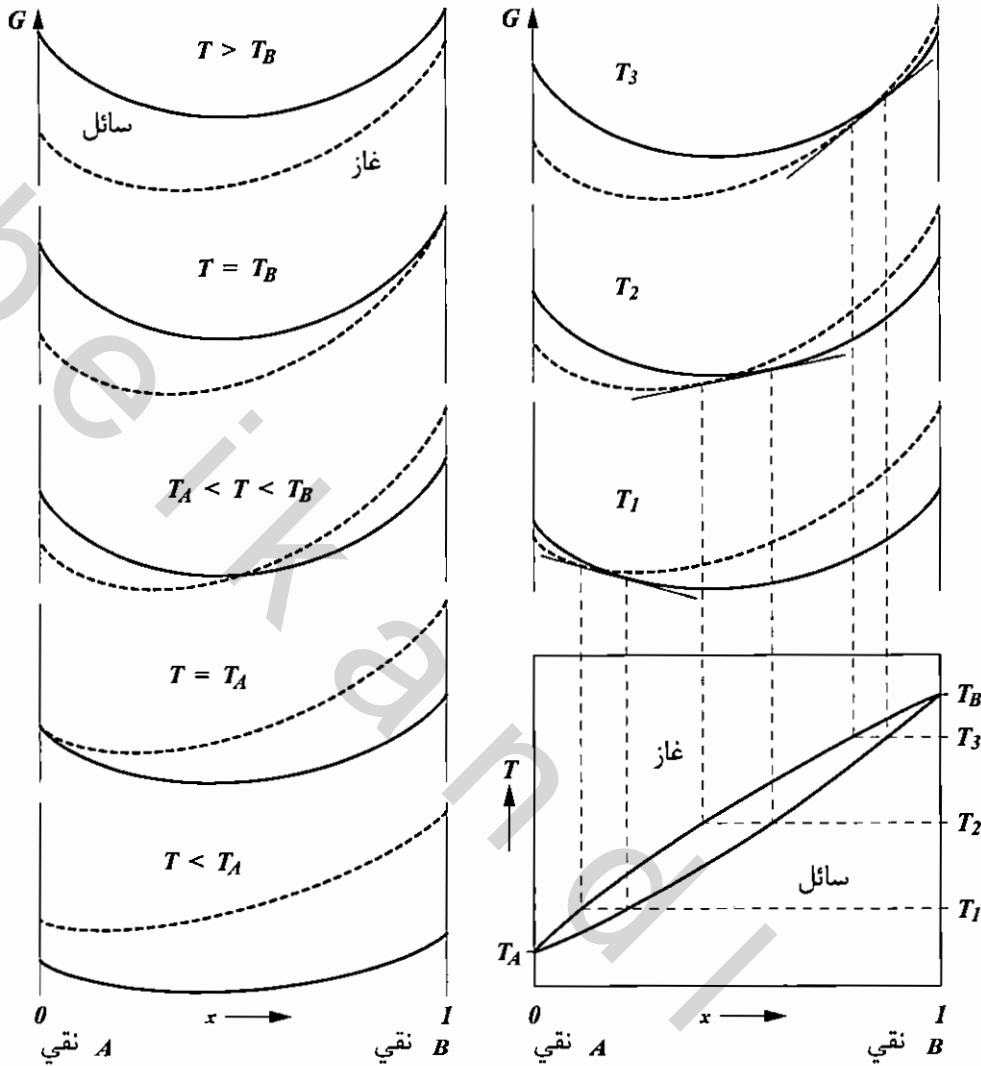 G
T > T_B
سائل
غاز
T = T_B
T_A < T < T_B
T = T_A
T < T_A
0 x 1
A نقي
B نقي
G
T_3
T_2
T_1
T_B
T_3
غاز
T
T_2
سائل
T_1
T_A
0 x 1
A نقي
B نقي
beikandl